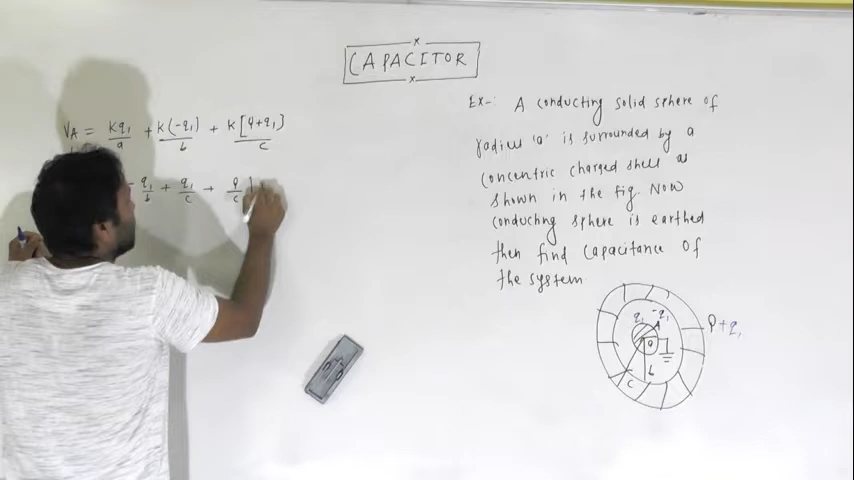 CAPACITOR
Ex-: A conducting solid sphere of
radius 'a' is surrounded by a
concentric charged shell as
shown in the fig. Now
conducting sphere is earthed
then find capacitance of
the system
VA = Kq1/a + K(-q1)/b + K[q+q1]/c
- q1/b + q1/c + q/c ]
q1 -q1
A
a
b
c
q+q1